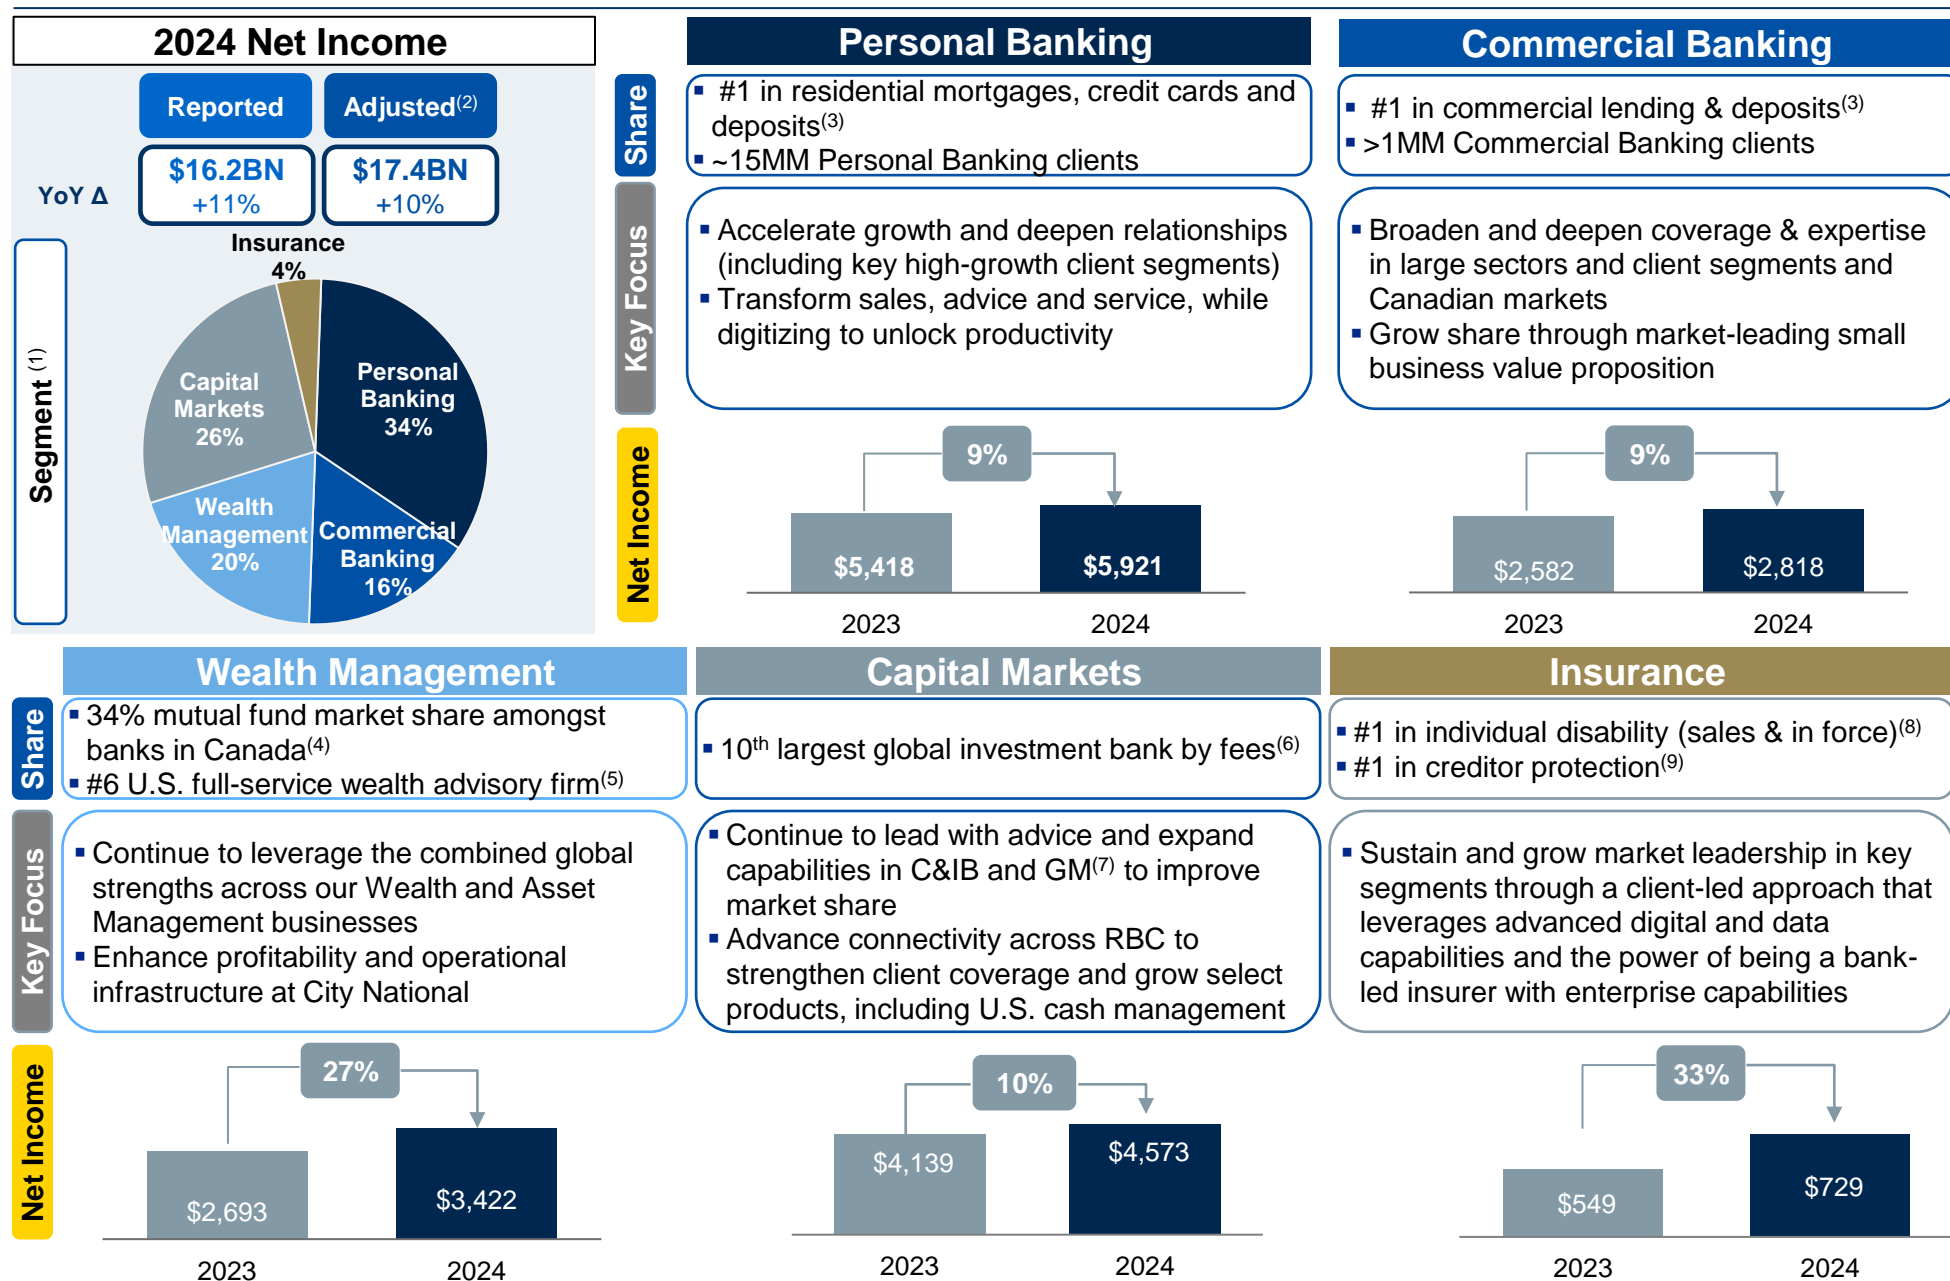 2024 Net Income
Reported
Adjusted(2)
YoY Δ
$16.2BN
+11%
$17.4BN
+10%
Segment (1)
Insurance
4%
Personal
Banking
34%
Capital
Markets
26%
Wealth
Management
20%
Commercial
Banking
16%
Personal Banking
Share
▪ #1 in residential mortgages, credit cards and
deposits(3)
▪ ~15MM Personal Banking clients
Key Focus
▪ Accelerate growth and deepen relationships
(including key high-growth client segments)
▪ Transform sales, advice and service, while
digitizing to unlock productivity
Net Income
9%
$5,418
$5,921
2023
2024
Commercial Banking
▪ #1 in commercial lending & deposits(3)
▪ >1MM Commercial Banking clients
▪ Broaden and deepen coverage & expertise
in large sectors and client segments and
Canadian markets
▪ Grow share through market-leading small
business value proposition
9%
$2,582
$2,818
2023
2024
Wealth Management
Share
▪ 34% mutual fund market share amongst
banks in Canada(4)
▪ #6 U.S. full-service wealth advisory firm(5)
Key Focus
▪ Continue to leverage the combined global
strengths across our Wealth and Asset
Management businesses
▪ Enhance profitability and operational
infrastructure at City National
Net Income
27%
$2,693
$3,422
2023
2024
Capital Markets
▪ 10th largest global investment bank by fees(6)
▪ Continue to lead with advice and expand
capabilities in C&IB and GM(7) to improve
market share
▪ Advance connectivity across RBC to
strengthen client coverage and grow select
products, including U.S. cash management
10%
$4,139
$4,573
2023
2024
Insurance
▪ #1 in individual disability (sales & in force)(8)
▪ #1 in creditor protection(9)
▪ Sustain and grow market leadership in key
segments through a client-led approach that
leverages advanced digital and data
capabilities and the power of being a bank-
led insurer with enterprise capabilities
33%
$549
$729
2023
2024